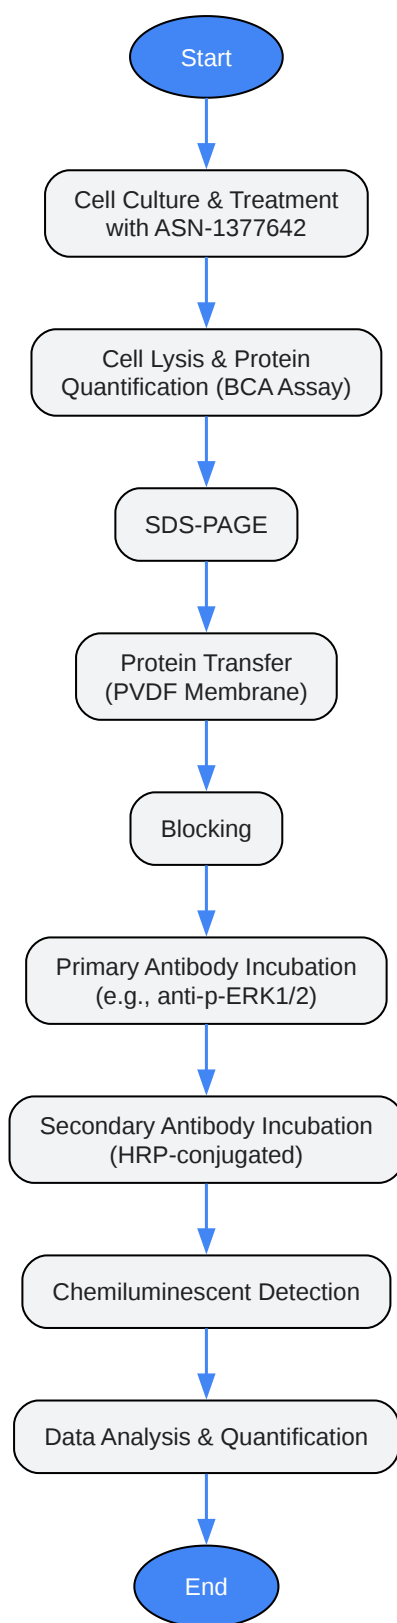 Start
Cell Culture & Treatment
with ASN-1377642
Cell Lysis & Protein
Quantification (BCA Assay)
SDS-PAGE
Protein Transfer
(PVDF Membrane)
Blocking
Primary Antibody Incubation
(e.g., anti-p-ERK1/2)
Secondary Antibody Incubation
(HRP-conjugated)
Chemiluminescent Detection
Data Analysis & Quantification
End